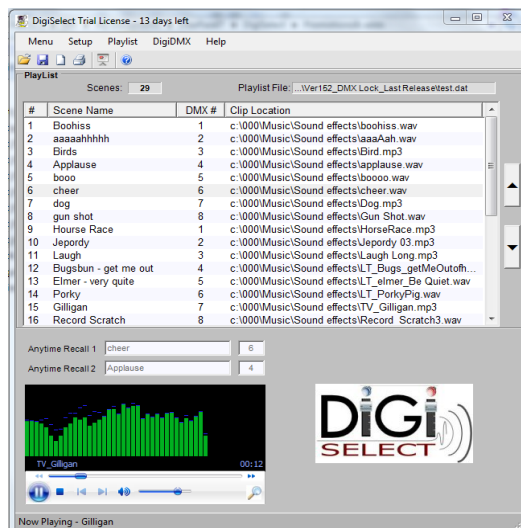 DigiSelect Trial License - 13 days left
Menu Setup Playlist DigiDMX Help
PlayList
Scenes: 29 Playlist File: ...\Ver152_DMX Lock_Last Release\test.dat
# Scene Name DMX # Clip Location
1 Boohiss 1 c:\000\Music\Sound effects\boohiss.wav
2 aaaaahhhhh 2 c:\000\Music\Sound effects\aaaAah.wav
3 Birds 3 c:\000\Music\Sound effects\Bird.mp3
4 Applause 4 c:\000\Music\Sound effects\applause.wav
5 booo 5 c:\000\Music\Sound effects\boooo.wav
6 cheer 6 c:\000\Music\Sound effects\cheer.wav
7 dog 7 c:\000\Music\Sound effects\Dog.mp3
8 gun shot 8 c:\000\Music\Sound effects\Gun Shot.wav
9 Hourse Race 1 c:\000\Music\Sound effects\HorseRace.mp3
10 Jepordy 2 c:\000\Music\Sound effects\Jepordy 03.mp3
11 Laugh 3 c:\000\Music\Sound effects\Laugh Long.mp3
12 Bugsbun - get me out 4 c:\000\Music\Sound effects\LT_Bugs_getMeOutofh...
13 Elmer - very quite 5 c:\000\Music\Sound effects\LT_elmer_Be Quiet.wav
14 Porky 6 c:\000\Music\Sound effects\LT_PorkyPig.wav
15 Gilligan 7 c:\000\Music\Sound effects\TV_Gilligan.mp3
16 Record Scratch 8 c:\000\Music\Sound effects\Record_Scratch3.wav
Anytime Recall 1 cheer 6
Anytime Recall 2 Applause 4
DiGi
SELECT
TV_Gilligan 00:12
Now Playing - Gilligan